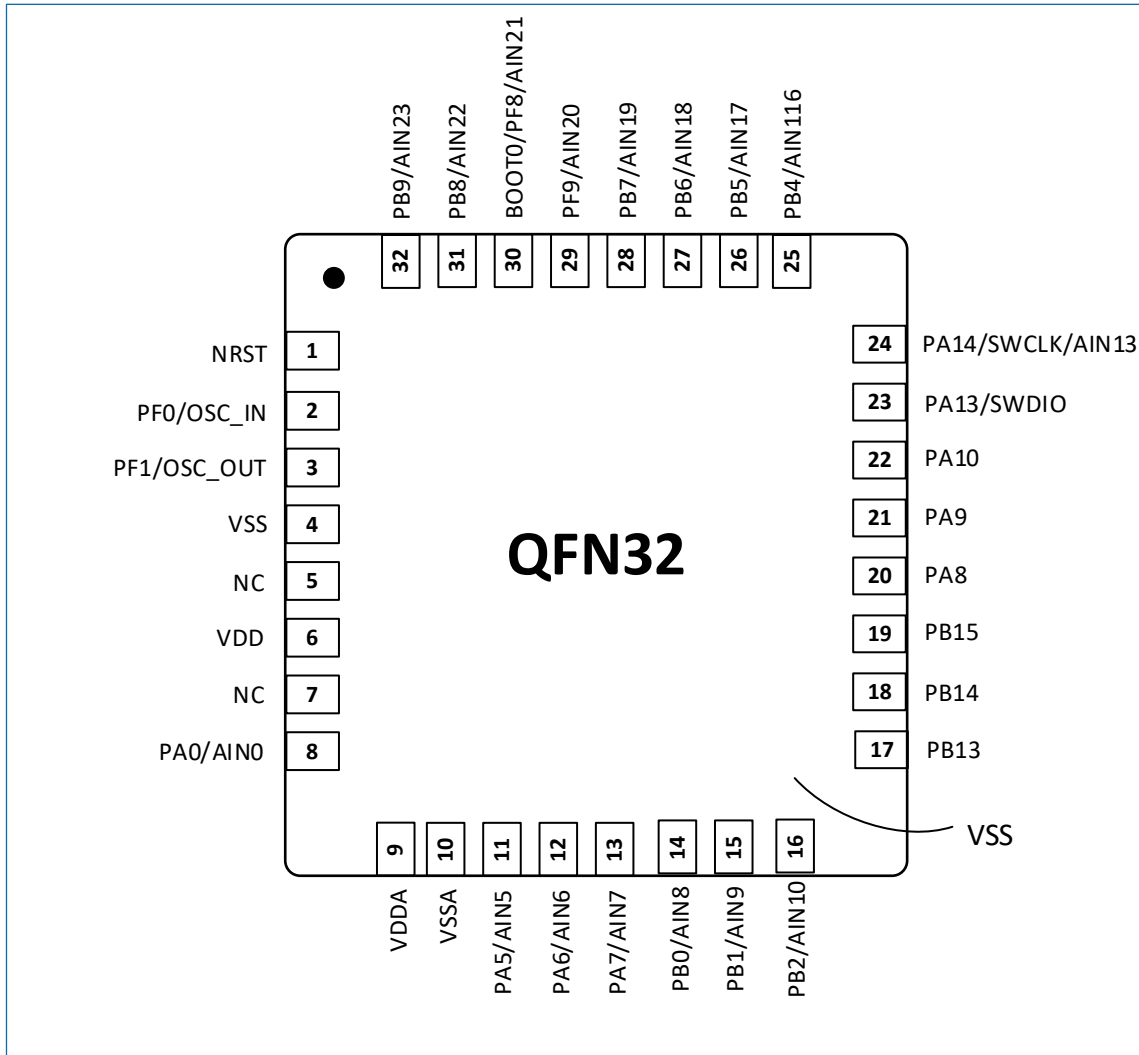 PB9/AIN23
PB8/AIN22
BOOT0/PF8/AIN21
PF9/AIN20
PB7/AIN19
PB6/AIN18
PB5/AIN17
PB4/AIN116
32
31
30
29
28
27
26
25
NRST 1
PF0/OSC_IN 2
PF1/OSC_OUT 3
VSS 4
NC 5
VDD 6
NC 7
PA0/AIN0 8
QFN32
24 PA14/SWCLK/AIN13
23 PA13/SWDIO
22 PA10
21 PA9
20 PA8
19 PB15
18 PB14
17 PB13
VSS
9
10
11
12
13
14
15
16
VDDA
VSSA
PA5/AIN5
PA6/AIN6
PA7/AIN7
PB0/AIN8
PB1/AIN9
PB2/AIN10